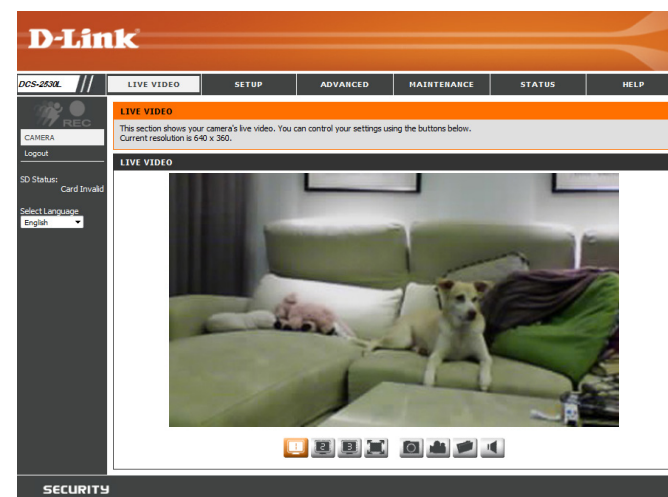 D-Link
DCS-2530L
LIVE VIDEO
SETUP
ADVANCED
MAINTENANCE
STATUS
HELP
REC
CAMERA
Logout
SD Status:
Card Invalid
Select Language
English
LIVE VIDEO
This section shows your camera's live video. You can control your settings using the buttons below.
Current resolution is 640 x 360.
LIVE VIDEO
1
2
3
SECURITY